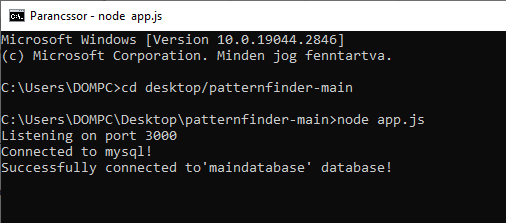 Parancssor - node app.js
Microsoft Windows [Version 10.0.19044.2846]
(c) Microsoft Corporation. Minden jog fenntartva.
C:\Users\DOMPC>cd desktop/patternfinder-main
C:\Users\DOMPC\Desktop\patternfinder-main>node app.js
Listening on port 3000
Connected to mysql!
Successfully connected to'maindatabase' database!